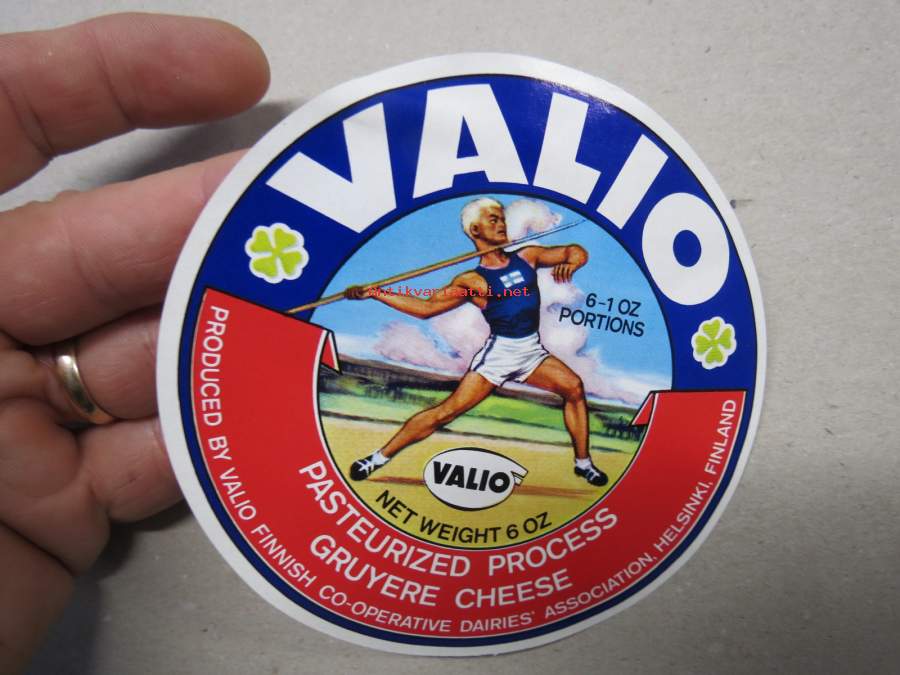 VALIO
antikvariaatti.net
6-1 OZ
PORTIONS
VALIO
NET WEIGHT 6 OZ
PASTEURIZED PROCESS
GRUYERE CHEESE
PRODUCED BY VALIO FINNISH CO-OPERATIVE DAIRIES' ASSOCIATION, HELSINKI, FINLAND